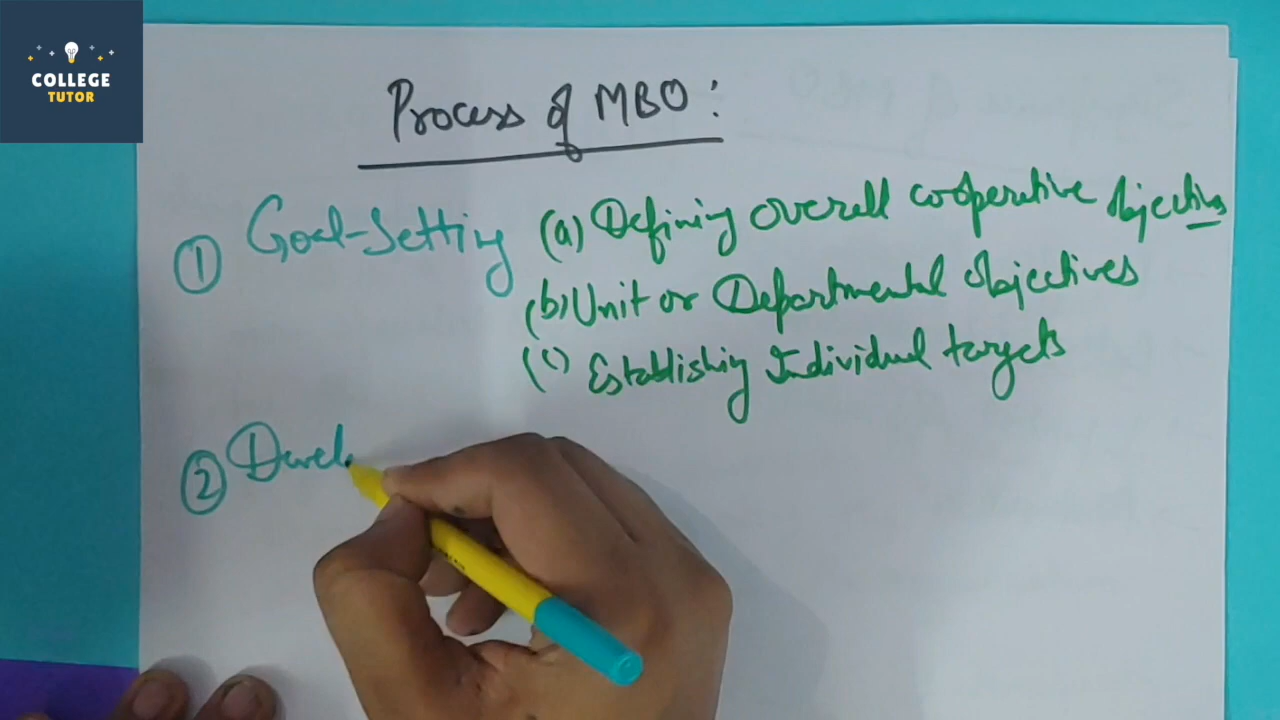 COLLEGE
TUTOR
Process of MBO:
① Goal-Setting (a) Defining overall cooperative objectives
(b) Unit or Departmental objectives
(c) Establishing Individual targets
② Devel